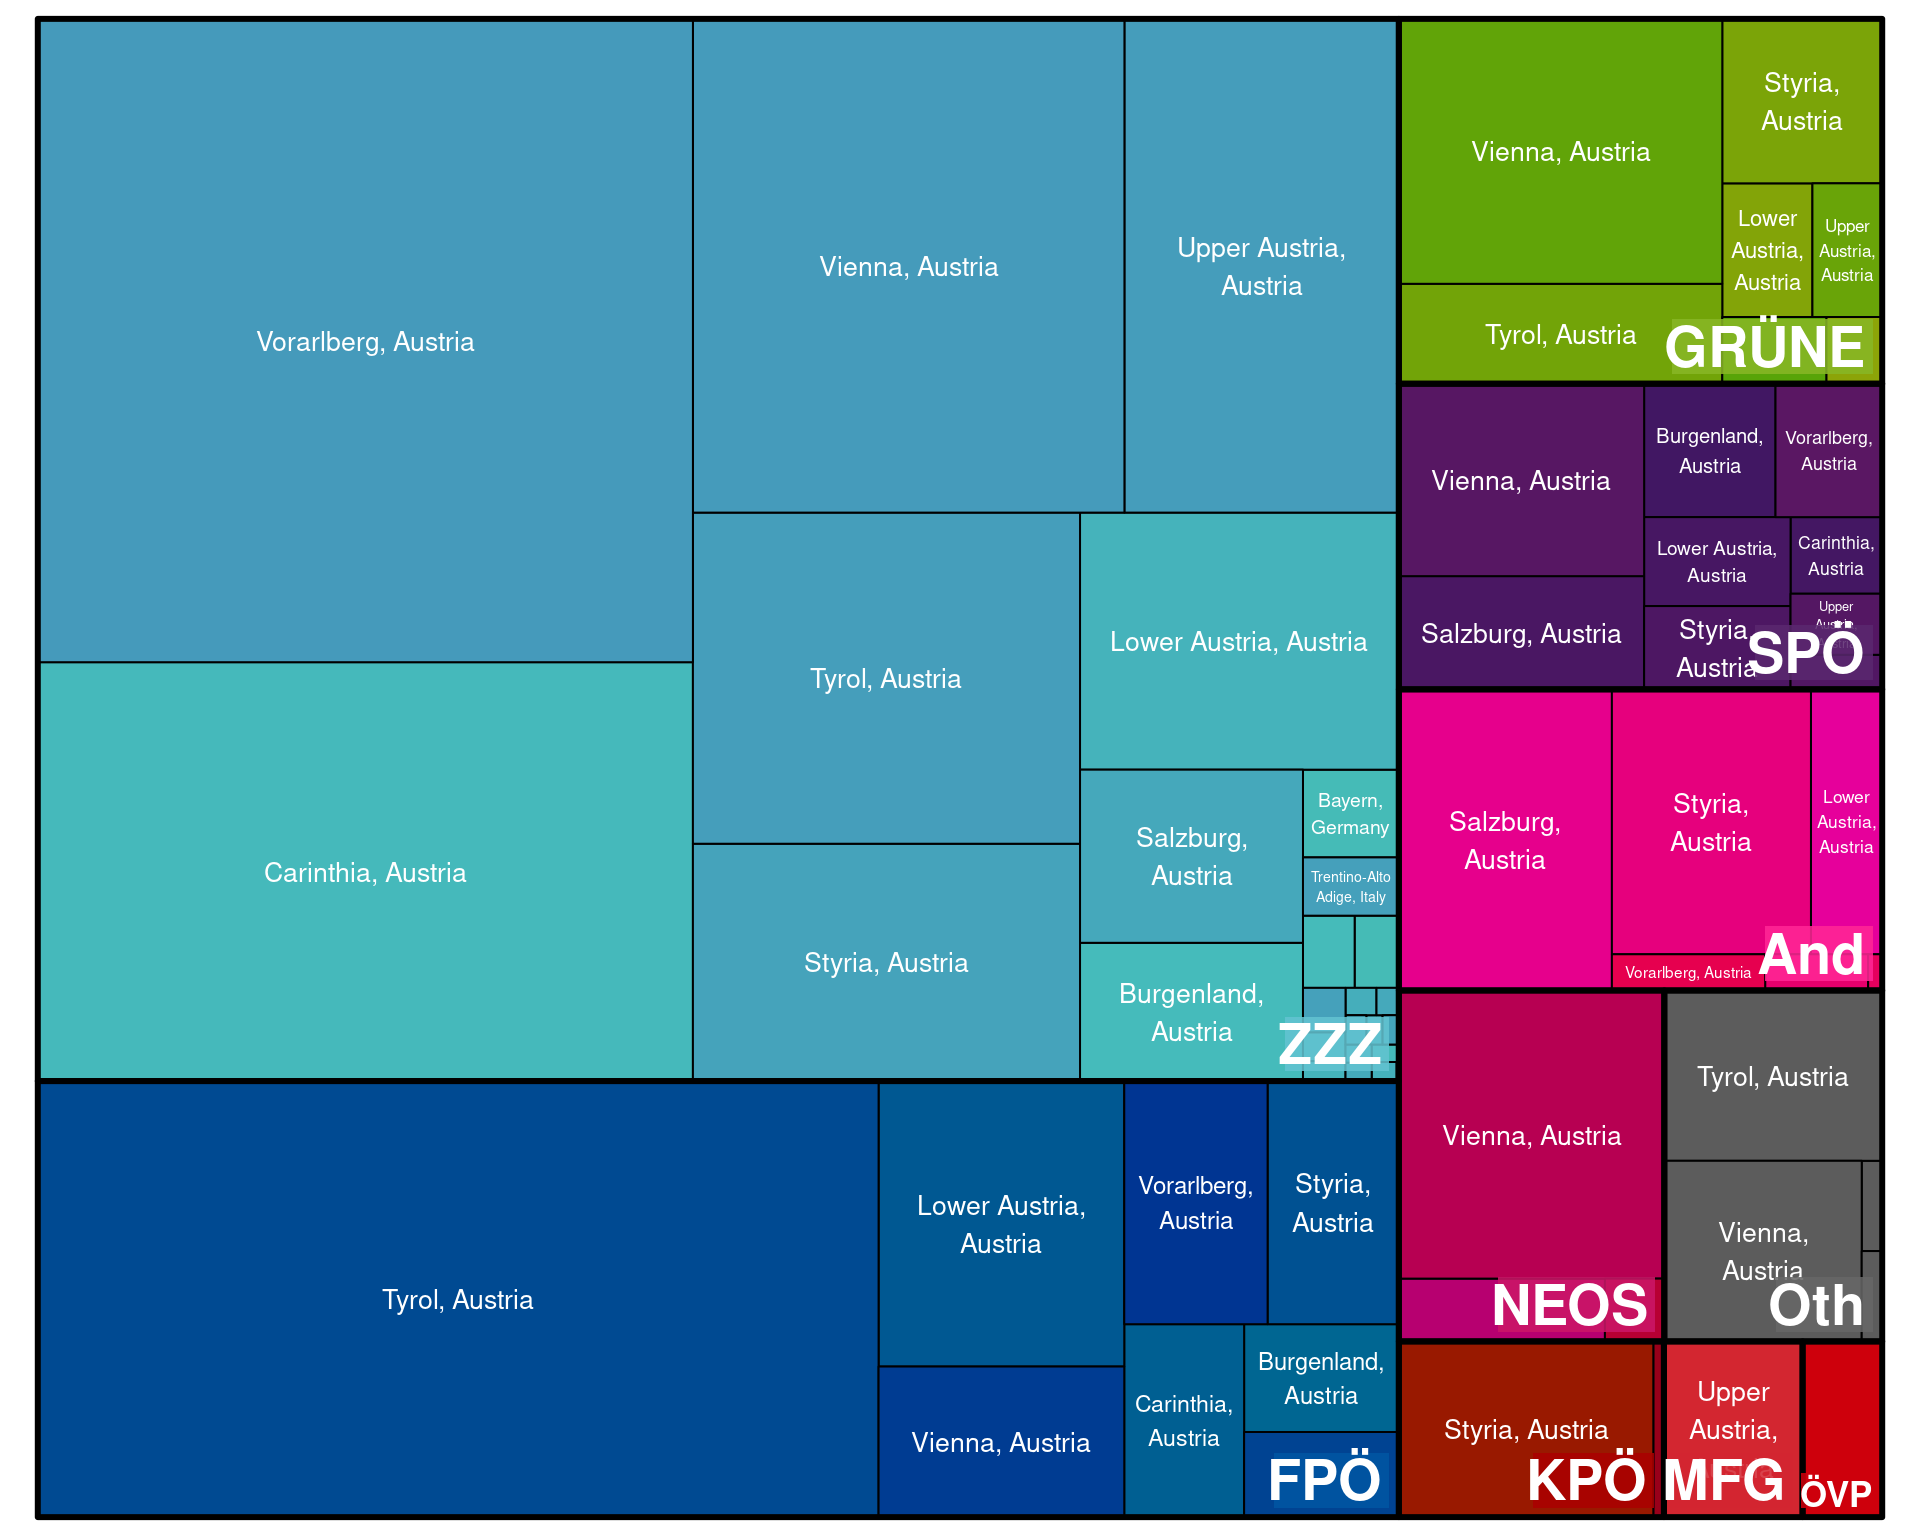 Vorarlberg, Austria
Vienna, Austria
Upper Austria,
Austria
Carinthia, Austria
Tyrol, Austria
Lower Austria, Austria
Styria, Austria
Salzburg,
Austria
Bayern,
Germany
Trentino-Alto
Adige, Italy
Burgenland,
Austria
ZZZ
Tyrol, Austria
Lower Austria,
Austria
Vienna, Austria
Vorarlberg,
Austria
Styria,
Austria
Carinthia,
Austria
Burgenland,
Austria
FPÖ
Vienna, Austria
Styria,
Austria
Lower
Austria,
Austria
Upper
Austria,
Austria
Tyrol, Austria
GRÜNE
Vienna, Austria
Burgenland,
Austria
Vorarlberg,
Austria
Salzburg, Austria
Lower Austria,
Austria
Carinthia,
Austria
Styria,
Austria
Upper
Austria,
SPÖ
Salzburg,
Austria
Styria,
Austria
Lower
Austria,
Austria
Vorarlberg, Austria
And
Vienna, Austria
NEOS
Tyrol, Austria
Vienna,
Austria
Oth
Styria, Austria
KPÖ
Upper
Austria,
MFG
ÖVP